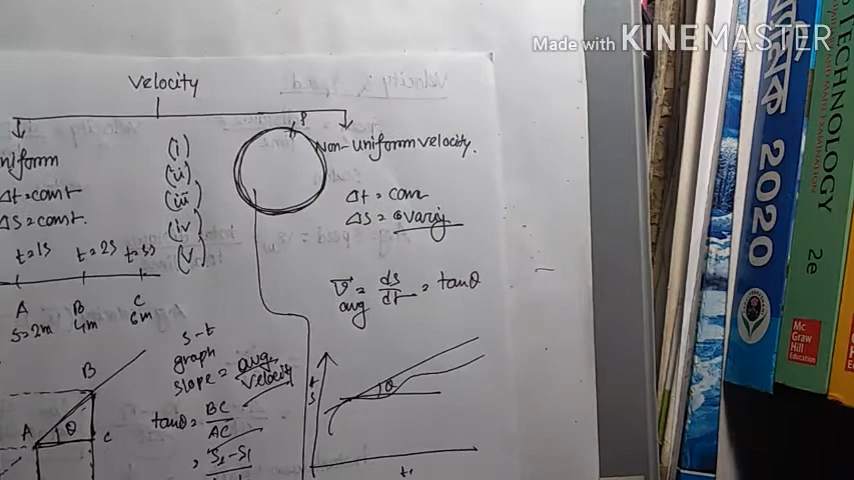 Made with KINEMASTER
Velocity
P
niform
Non-uniform velocity.
Δt = const
Δs = const.
(i)
(ii)
(iii)
(iv)
(v)
Δt = con
Δs = vary
t=1s t=2s t=3s
A B C
s=2m 4m 6m
V avg = ds/dt = tanθ
s-t
graph
slope = avg. velocity
tanθ = BC/AC
= S2-S1
B
A θ C
θ
s
t
2020
TECHNOLOGY
2e
Mc
Graw
Hill
Education